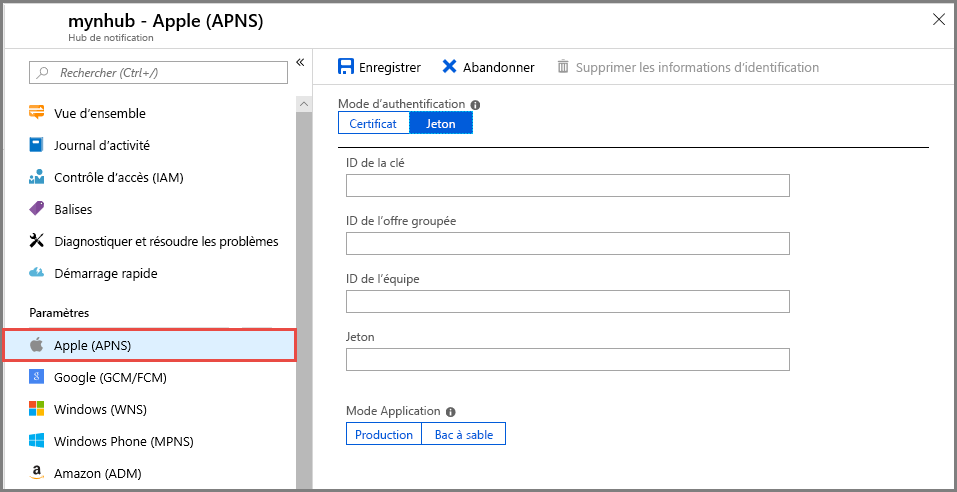 mynhub - Apple (APNS)
Hub de notification
Rechercher (Ctrl+/)
Vue d'ensemble
Journal d'activité
Contrôle d'accès (IAM)
Balises
Diagnostiquer et résoudre les problèmes
Démarrage rapide
Paramètres
Apple (APNS)
Google (GCM/FCM)
Windows (WNS)
Windows Phone (MPNS)
Amazon (ADM)
Enregistrer Abandonner Supprimer les informations d'identification
Mode d'authentification
Certificat Jeton
ID de la clé
ID de l'offre groupée
ID de l'équipe
Jeton
Mode Application
Production Bac à sable